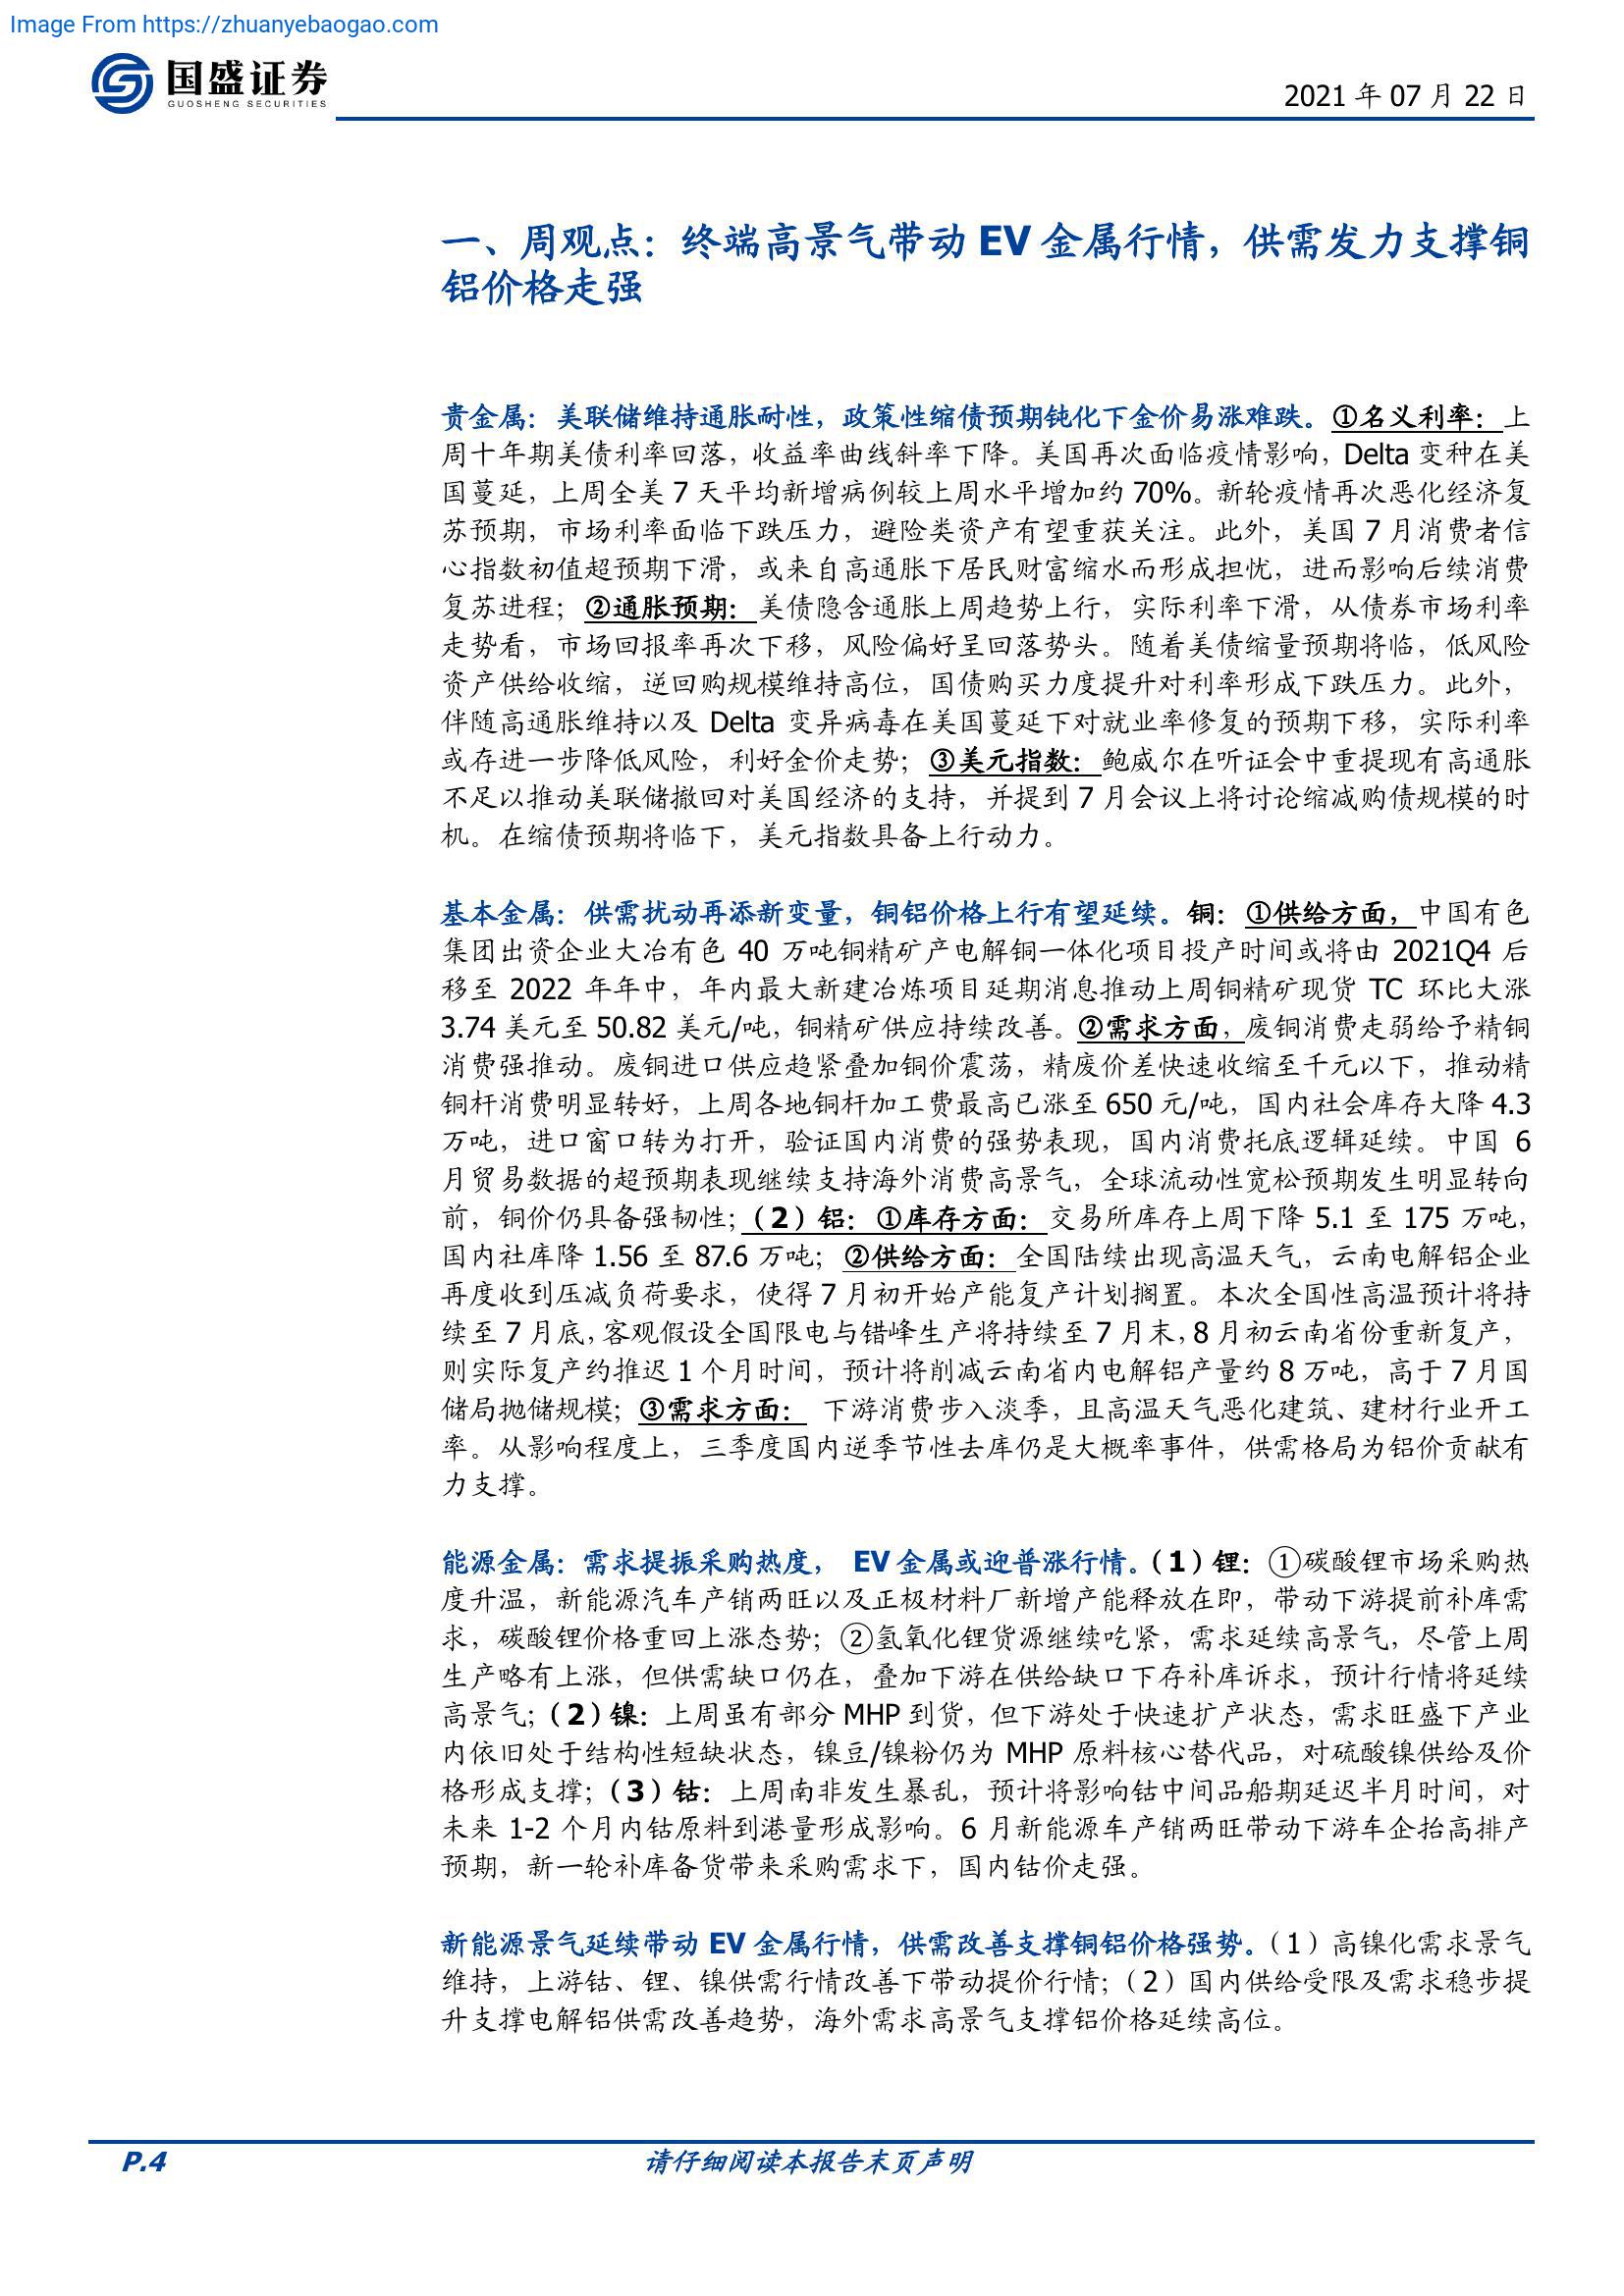 Image From https://zhuanyebaogao.com
国盛证券
GUOSHENG SECURITIES
2021 年 07 月 22 日
一、周观点：终端高景气带动 EV 金属行情，供需发力支撑铜
铝价格走强
贵金属：美联储维持通胀耐性，政策性缩债预期钝化下金价易涨难跌。①名义利率：上
周十年期美债利率回落，收益率曲线斜率下降。美国再次面临疫情影响，Delta 变种在美
国蔓延，上周全美 7 天平均新增病例较上周水平增加约 70%。新轮疫情再次恶化经济复
苏预期，市场利率面临下跌压力，避险类资产有望重获关注。此外，美国 7 月消费者信
心指数初值超预期下滑，或来自高通胀下居民财富缩水而形成担忧，进而影响后续消费
复苏进程；②通胀预期：美债隐含通胀上周趋势上行，实际利率下滑，从债券市场利率
走势看，市场回报率再次下移，风险偏好呈回落势头。随着美债缩量预期将临，低风险
资产供给收缩，逆回购规模维持高位，国债购买力度提升对利率形成下跌压力。此外，
伴随高通胀维持以及 Delta 变异病毒在美国蔓延下对就业率修复的预期下移，实际利率
或存进一步降低风险，利好金价走势；③美元指数：鲍威尔在听证会中重提现有高通胀
不足以推动美联储撤回对美国经济的支持，并提到 7 月会议上将讨论缩减购债规模的时
机。在缩债预期将临下，美元指数具备上行动力。
基本金属：供需扰动再添新变量，铜铝价格上行有望延续。铜：①供给方面，中国有色
集团出资企业大冶有色 40 万吨铜精矿产电解铜一体化项目投产时间或将由 2021Q4 后
移至 2022 年年中，年内最大新建冶炼项目延期消息推动上周铜精矿现货 TC 环比大涨
3.74 美元至 50.82 美元/吨，铜精矿供应持续改善。②需求方面，废铜消费走弱给予精铜
消费强推动。废铜进口供应趋紧叠加铜价震荡，精废价差快速收缩至千元以下，推动精
铜杆消费明显转好，上周各地铜杆加工费最高已涨至 650 元/吨，国内社会库存大降 4.3
万吨，进口窗口转为打开，验证国内消费的强势表现，国内消费托底逻辑延续。中国 6
月贸易数据的超预期表现继续支持海外消费高景气，全球流动性宽松预期发生明显转向
前，铜价仍具备强韧性；（2）铝：①库存方面：交易所库存上周下降 5.1 至 175 万吨，
国内社库降 1.56 至 87.6 万吨；②供给方面：全国陆续出现高温天气，云南电解铝企业
再度收到压减负荷要求，使得 7 月初开始产能复产计划搁置。本次全国性高温预计将持
续至 7 月底，客观假设全国限电与错峰生产将持续至 7 月末，8 月初云南省份重新复产，
则实际复产约推迟 1 个月时间，预计将削减云南省内电解铝产量约 8 万吨，高于 7 月国
储局抛储规模；③需求方面： 下游消费步入淡季，且高温天气恶化建筑、建材行业开工
率。从影响程度上，三季度国内逆季节性去库仍是大概率事件，供需格局为铝价贡献有
力支撑。
能源金属：需求提振采购热度， EV 金属或迎普涨行情。（1）锂：①碳酸锂市场采购热
度升温，新能源汽车产销两旺以及正极材料厂新增产能释放在即，带动下游提前补库需
求，碳酸锂价格重回上涨态势；②氢氧化锂货源继续吃紧，需求延续高景气，尽管上周
生产略有上涨，但供需缺口仍在，叠加下游在供给缺口下存补库诉求，预计行情将延续
高景气；（2）镍：上周虽有部分 MHP 到货，但下游处于快速扩产状态，需求旺盛下产业
内依旧处于结构性短缺状态，镍豆/镍粉仍为 MHP 原料核心替代品，对硫酸镍供给及价
格形成支撑；（3）钴：上周南非发生暴乱，预计将影响钴中间品船期延迟半月时间，对
未来 1-2 个月内钴原料到港量形成影响。6 月新能源车产销两旺带动下游车企抬高排产
预期，新一轮补库备货带来采购需求下，国内钴价走强。
新能源景气延续带动 EV 金属行情，供需改善支撑铜铝价格强势。（1）高镍化需求景气
维持，上游钴、锂、镍供需行情改善下带动提价行情；（2）国内供给受限及需求稳步提
升支撑电解铝供需改善趋势，海外需求高景气支撑铝价格延续高位。
P.4
请仔细阅读本报告末页声明